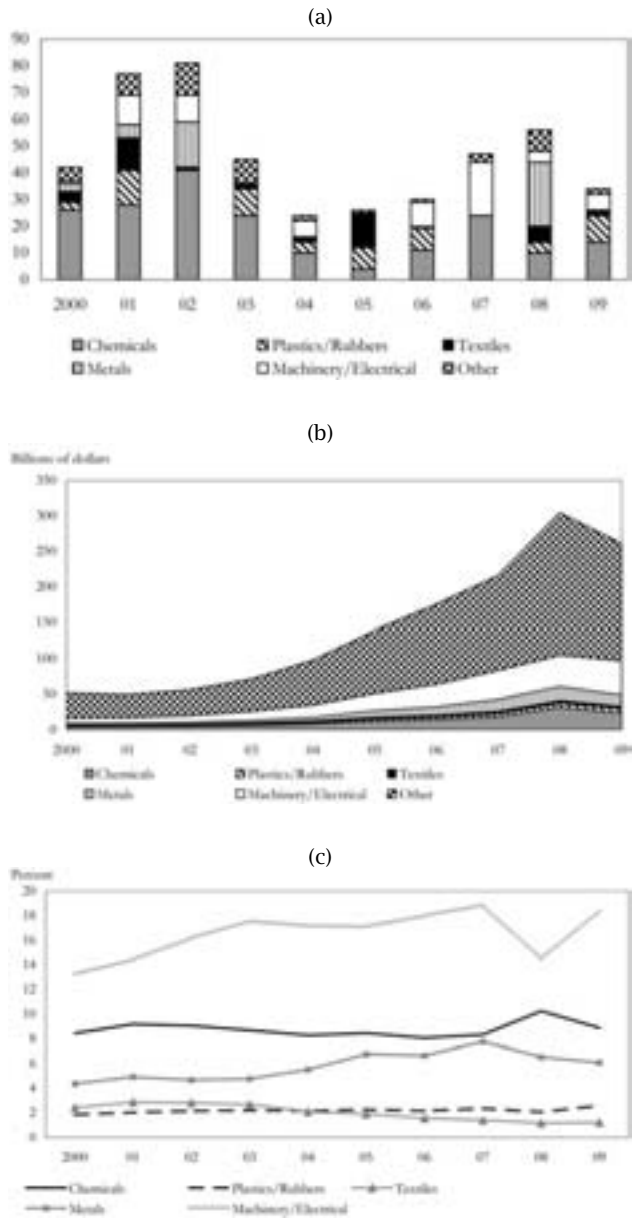 (a)
90
80
70
60
50
40
30
20
10
0
2000 01 02 03 04 05 06 07 08 09
Chemicals Plastics/Rubbers Textiles
Metals Machinery/Electrical Other
(b)
Billions of dollars
350
300
250
200
150
100
50
0
2000 01 02 03 04 05 06 07 08 09*
Chemicals Plastics/Rubbers Textiles
Metals Machinery/Electrical Other
(c)
Percent
20
18
16
14
12
10
8
6
4
2
0
2000 01 02 03 04 05 06 07 08 09
Chemicals Plastics/Rubbers Textiles
Metals Machinery/Electrical